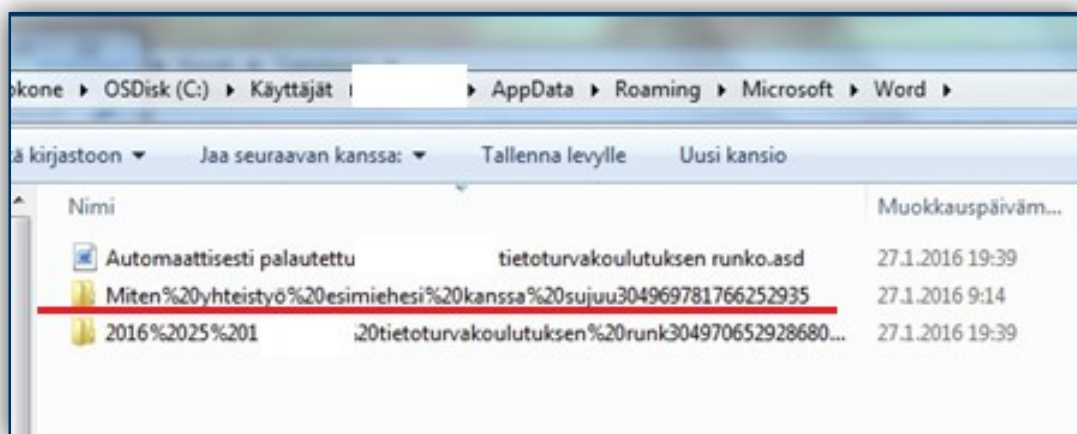 okone ▸ OSDisk (C:) ▸ Käyttäjät ▸ AppData ▸ Roaming ▸ Microsoft ▸ Word ▸
ä kirjastoon Jaa seuraavan kanssa: Tallenna levylle Uusi kansio
Nimi Muokkauspäiväm...
Automaattisesti palautettu tietoturvakoulutuksen runko.asd 27.1.2016 19:39
Miten%20yhteistyö%20esimiehesi%20kanssa%20sujuu304969781766252935 27.1.2016 9:14
2016%2025%201 20tietoturvakoulutuksen%20runk304970652928680... 27.1.2016 19:39